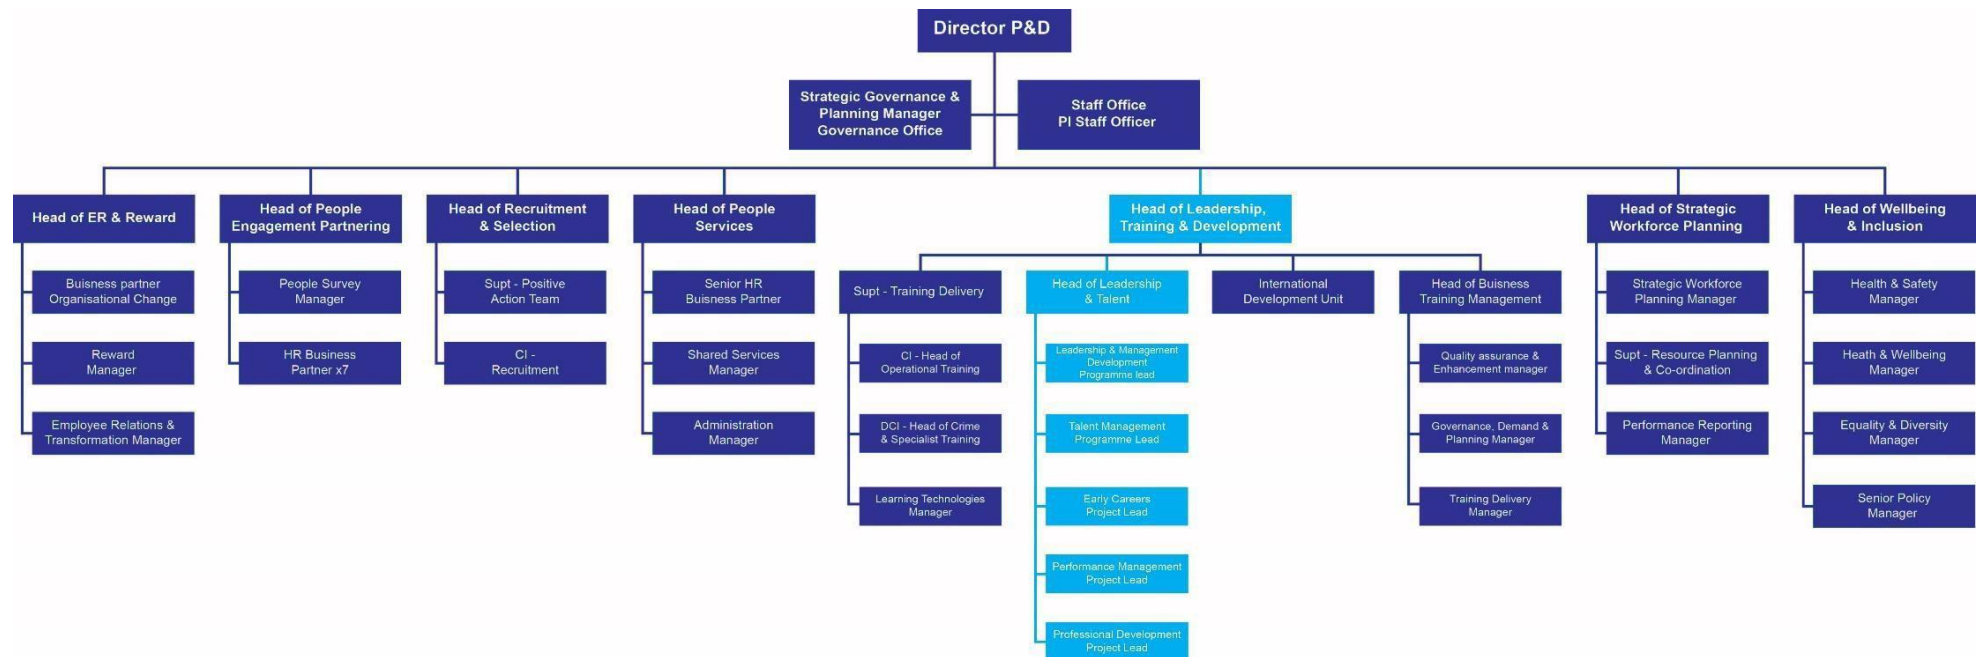 Director P&D
Strategic Governance &
Planning Manager
Governance Office
Staff Office
PI Staff Officer
Head of ER & Reward
Buisness partner
Organisational Change
Reward
Manager
Employee Relations &
Transformation Manager
Head of People
Engagement Partnering
People Survey
Manager
HR Business
Partner x7
Head of Recruitment
& Selection
Supt - Positive
Action Team
CI -
Recruitment
Head of People
Services
Senior HR
Buisness Partner
Shared Services
Manager
Administration
Manager
Head of Leadership,
Training & Development
Supt - Training Delivery
CI - Head of
Operational Training
DCI - Head of Crime
& Specialist Training
Learning Technologies
Manager
Head of Leadership
& Talent
Leadership & Management
Development
Programme lead
Talent Management
Programme Lead
Early Careers
Project Lead
Performance Management
Project Lead
Professional Development
Project Lead
International
Development Unit
Head of Buisness
Training Management
Quality assurance &
Enhancement manager
Governance, Demand &
Planning Manager
Training Delivery
Manager
Head of Strategic
Workforce Planning
Strategic Workforce
Planning Manager
Supt - Resource Planning
& Co-ordination
Performance Reporting
Manager
Head of Wellbeing
& Inclusion
Health & Safety
Manager
Heath & Wellbeing
Manager
Equality & Diversity
Manager
Senior Policy
Manager